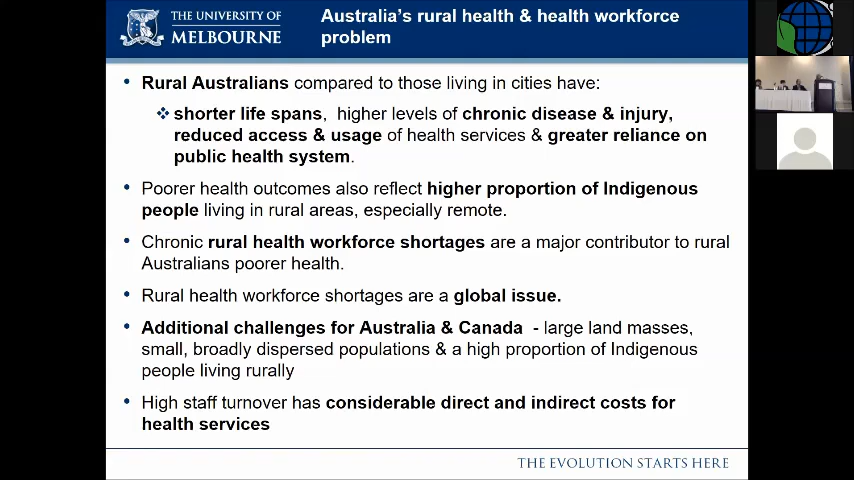 THE UNIVERSITY OF
MELBOURNE
Australia's rural health & health workforce
problem
• Rural Australians compared to those living in cities have:
❖shorter life spans, higher levels of chronic disease & injury,
reduced access & usage of health services & greater reliance on
public health system.
• Poorer health outcomes also reflect higher proportion of Indigenous
people living in rural areas, especially remote.
• Chronic rural health workforce shortages are a major contributor to rural
Australians poorer health.
• Rural health workforce shortages are a global issue.
• Additional challenges for Australia & Canada - large land masses,
small, broadly dispersed populations & a high proportion of Indigenous
people living rurally
• High staff turnover has considerable direct and indirect costs for
health services
THE EVOLUTION STARTS HERE